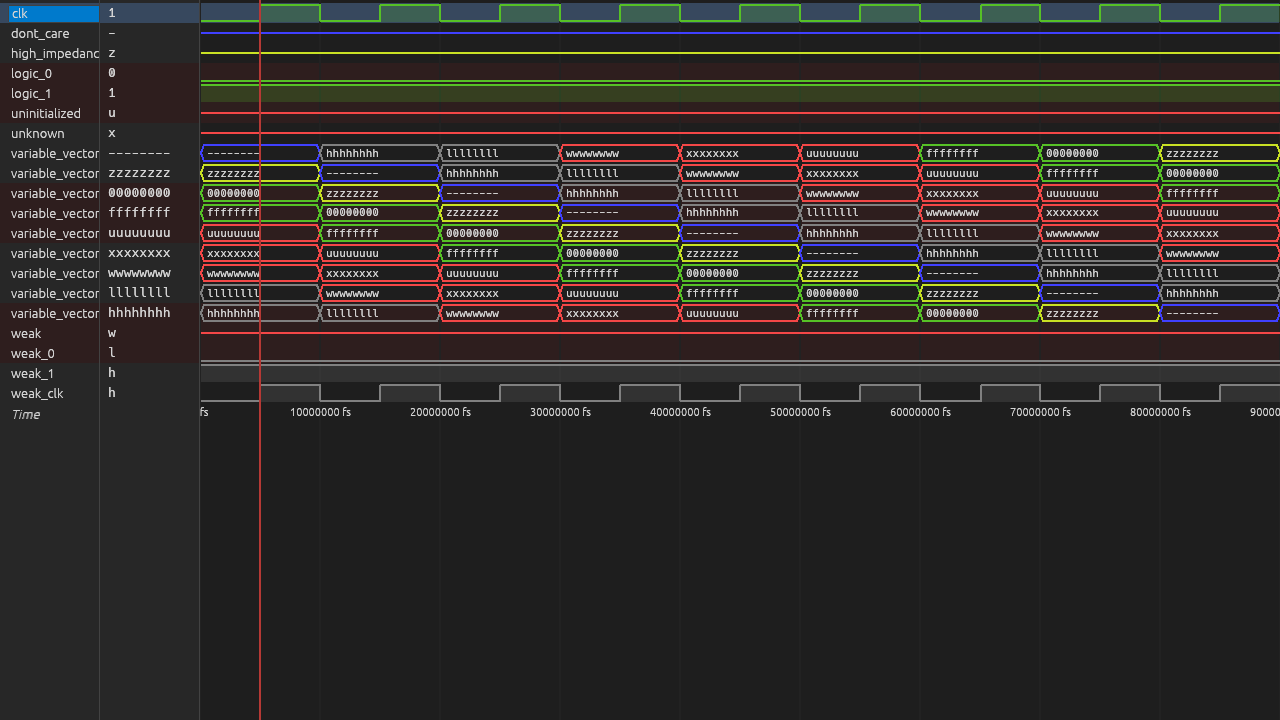 clk 1
dont_care –
high_impedanc z
logic_0 0
logic_1 1
uninitialized u
unknown x
variable_vector -------- -------- hhhhhhhh llllllll wwwwwwww xxxxxxxx uuuuuuuu ffffffff 00000000 zzzzzzzz
variable_vector zzzzzzzz zzzzzzzz -------- hhhhhhhh llllllll wwwwwwww xxxxxxxx uuuuuuuu ffffffff 00000000
variable_vector 00000000 00000000 zzzzzzzz -------- hhhhhhhh llllllll wwwwwwww xxxxxxxx uuuuuuuu ffffffff
variable_vector ffffffff ffffffff 00000000 zzzzzzzz -------- hhhhhhhh llllllll wwwwwwww xxxxxxxx uuuuuuuu
variable_vector uuuuuuuu uuuuuuuu ffffffff 00000000 zzzzzzzz -------- hhhhhhhh llllllll wwwwwwww xxxxxxxx
variable_vector xxxxxxxx xxxxxxxx uuuuuuuu ffffffff 00000000 zzzzzzzz -------- hhhhhhhh llllllll wwwwwwww
variable_vector wwwwwwww wwwwwwww xxxxxxxx uuuuuuuu ffffffff 00000000 zzzzzzzz -------- hhhhhhhh llllllll
variable_vector llllllll llllllll wwwwwwww xxxxxxxx uuuuuuuu ffffffff 00000000 zzzzzzzz -------- hhhhhhhh
variable_vector hhhhhhhh hhhhhhhh llllllll wwwwwwww xxxxxxxx uuuuuuuu ffffffff 00000000 zzzzzzzz --------
weak w
weak_0 l
weak_1 h
weak_clk h
Time fs 10000000 fs 20000000 fs 30000000 fs 40000000 fs 50000000 fs 60000000 fs 70000000 fs 80000000 fs 90000